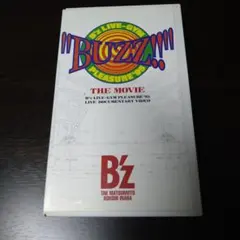 B'z LIVE-GYM
"BUZZ!!"
PLEASURE'95
THE MOVIE
B'z LIVE-GYM PLEASURE'95
LIVE DOCUMENTARY VIDEO
B'z
TAK MATSUMOTO
KOSHI INABA